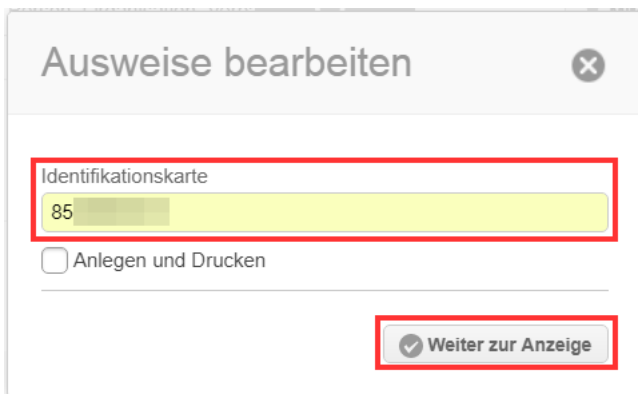 Ausweise bearbeiten
Identifikationskarte
85
Anlegen und Drucken
Weiter zur Anzeige